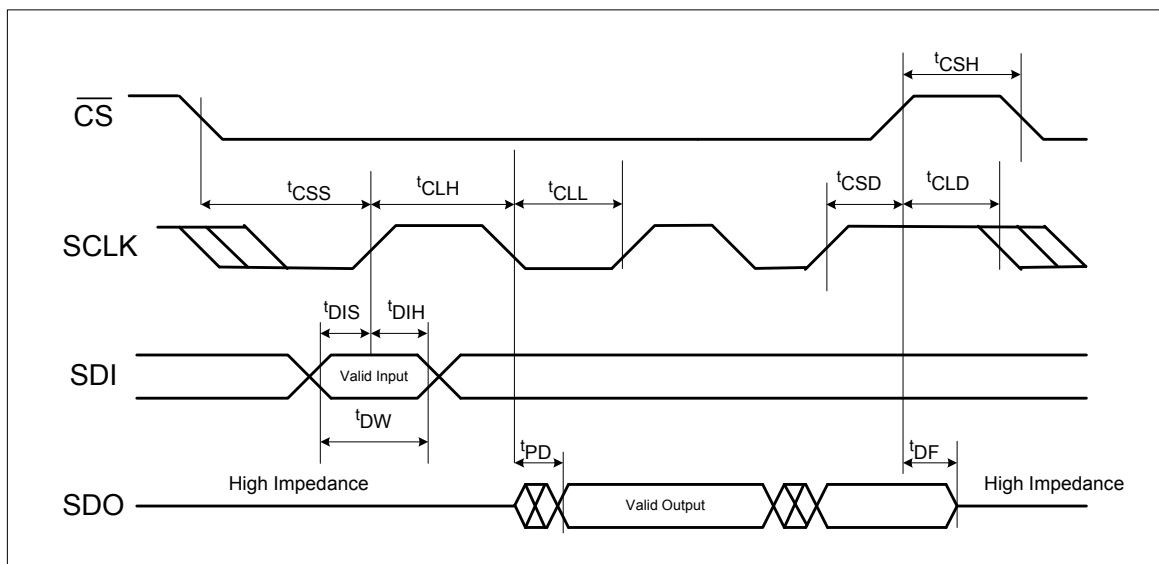 tCSH
CS
tCSS tCLH tCLL tCSD tCLD
SCLK
tDIS tDIH
SDI Valid Input
tDW
tPD tDF
High Impedance High Impedance
SDO Valid Output